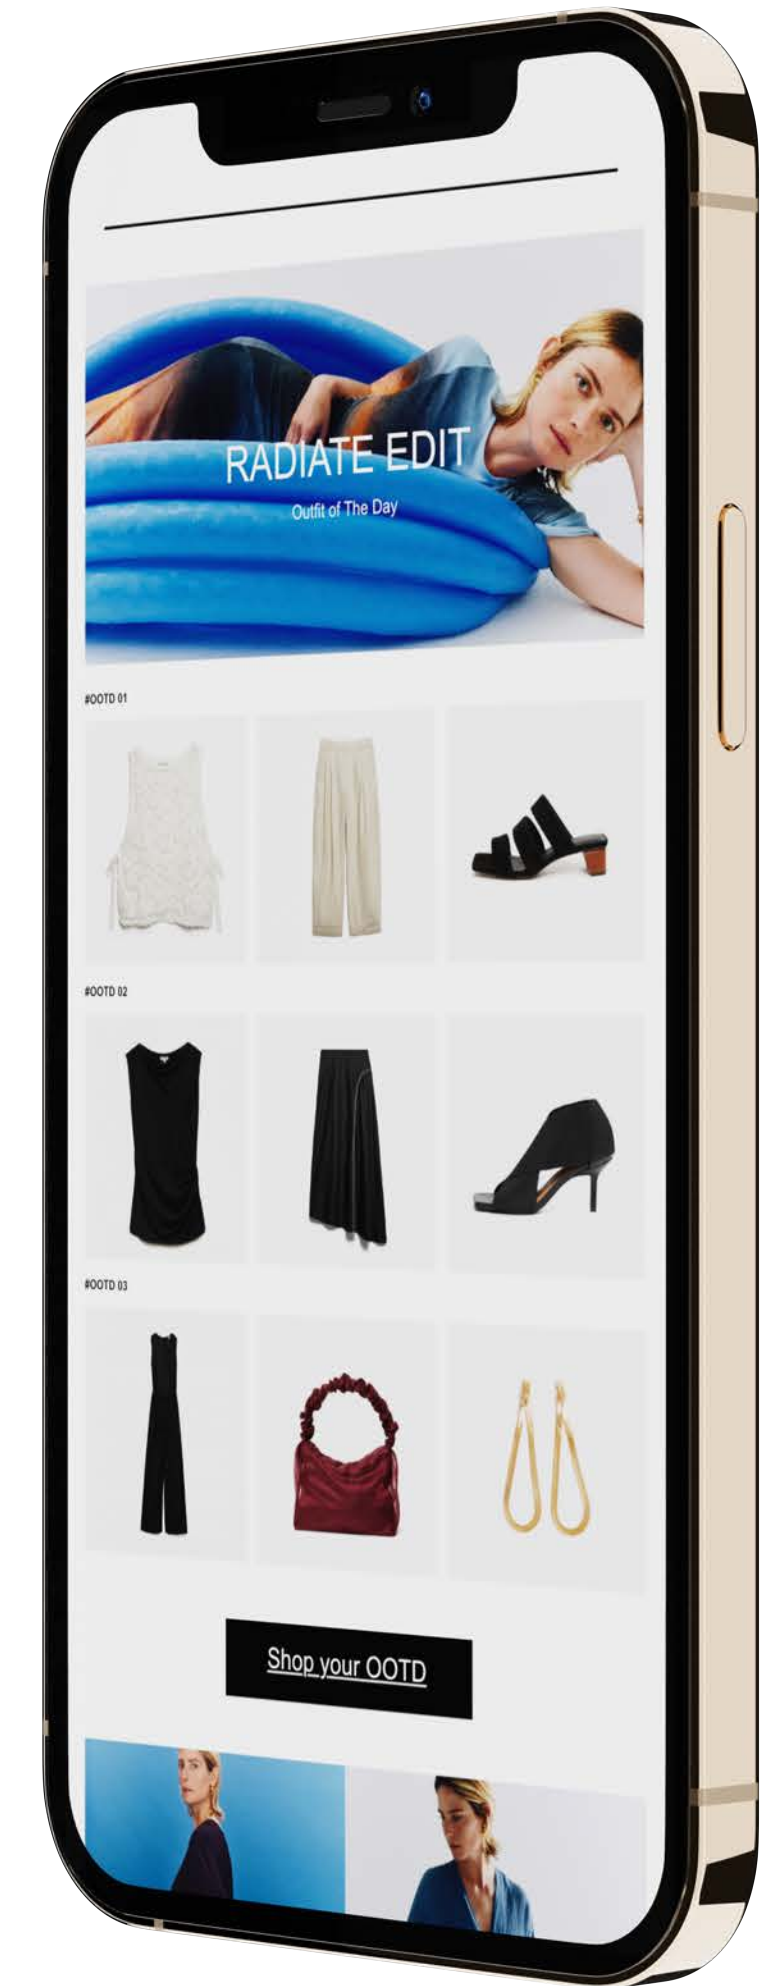 RADIATE EDIT
Outfit of The Day
#OOTD 01
#OOTD 02
#OOTD 03
Shop your OOTD